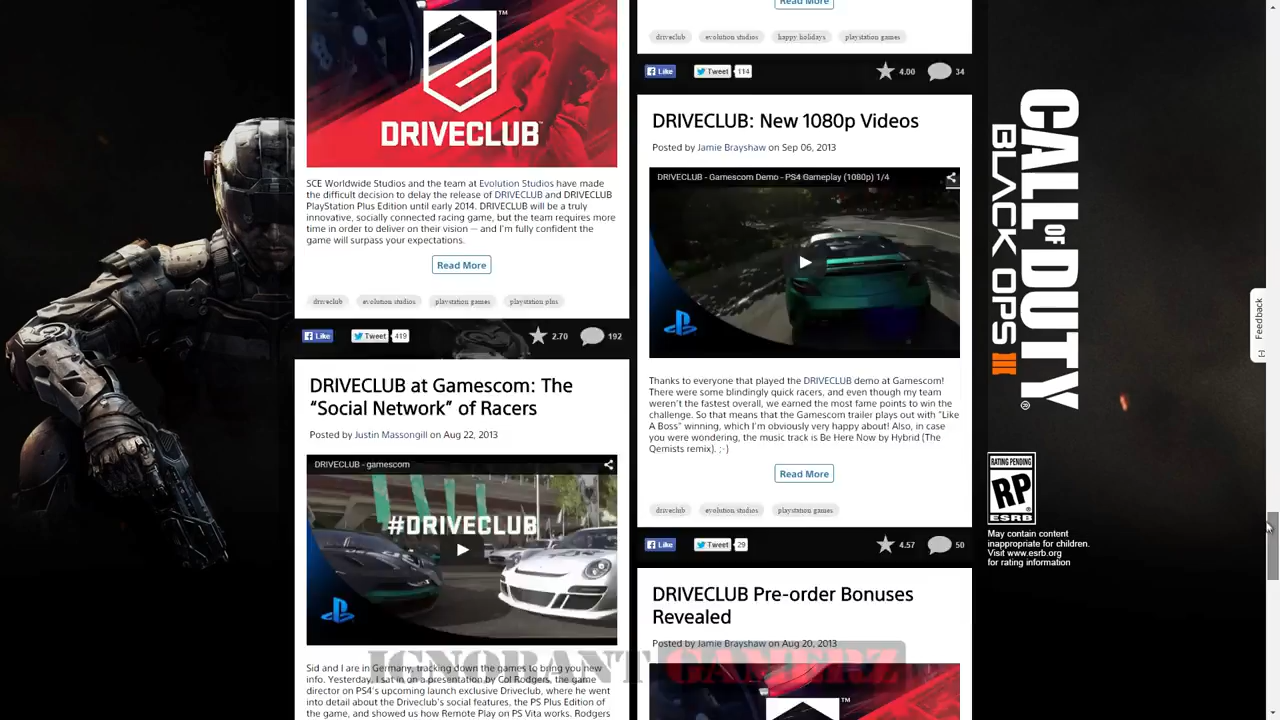 ™
DRIVECLUB™
SCE Worldwide Studios and the team at Evolution Studios have made
the difficult decision to delay the release of DRIVECLUB and DRIVECLUB
PlayStation Plus Edition until early 2014. DRIVECLUB will be a truly
innovative, socially connected racing game, but the team requires more
time in order to deliver on their vision — and I'm fully confident the
game will surpass your expectations.
Read More
driveclub evolution studios playstation games playstation plus
Like Tweet 419 2.70 192
DRIVECLUB at Gamescom: The
“Social Network” of Racers
Posted by Justin Massongill on Aug 22, 2013
DRIVECLUB - gamescom
#DRIVECLUB
Sid and I are in Germany, tracking down the games to bring you new
info. Yesterday, I sat in on a presentation by Col Rodgers, the game
director on PS4's upcoming launch exclusive Driveclub, where he went
into detail about the Driveclub's social features, the PS Plus Edition of
the game, and showed us how Remote Play on PS Vita works. Rodgers
Read More
driveclub evolution studios happy holidays playstation games
Like Tweet 114 4.00 34
DRIVECLUB: New 1080p Videos
Posted by Jamie Brayshaw on Sep 06, 2013
DRIVECLUB - Gamescom Demo - PS4 Gameplay (1080p) 1/4
Thanks to everyone that played the DRIVECLUB demo at Gamescom!
There were some blindingly quick racers, and even though my team
weren't the fastest overall, we earned the most fame points to win the
challenge. So that means that the Gamescom trailer plays out with "Like
A Boss" winning, which I'm obviously very happy about! Also, in case
you were wondering, the music track is Be Here Now by Hybrid (The
Qemists remix). ;-)
Read More
driveclub evolution studios playstation games
Like Tweet 29 4.57 50
DRIVECLUB Pre-order Bonuses
Revealed
Posted by Jamie Brayshaw on Aug 20, 2013
™
IGNORANT GAMERZ
CALL OF DUTY®
BLACK OPS III
RATING PENDING
RP
ESRB
May contain content
inappropriate for children.
Visit www.esrb.org
for rating information
Feedback
[-]